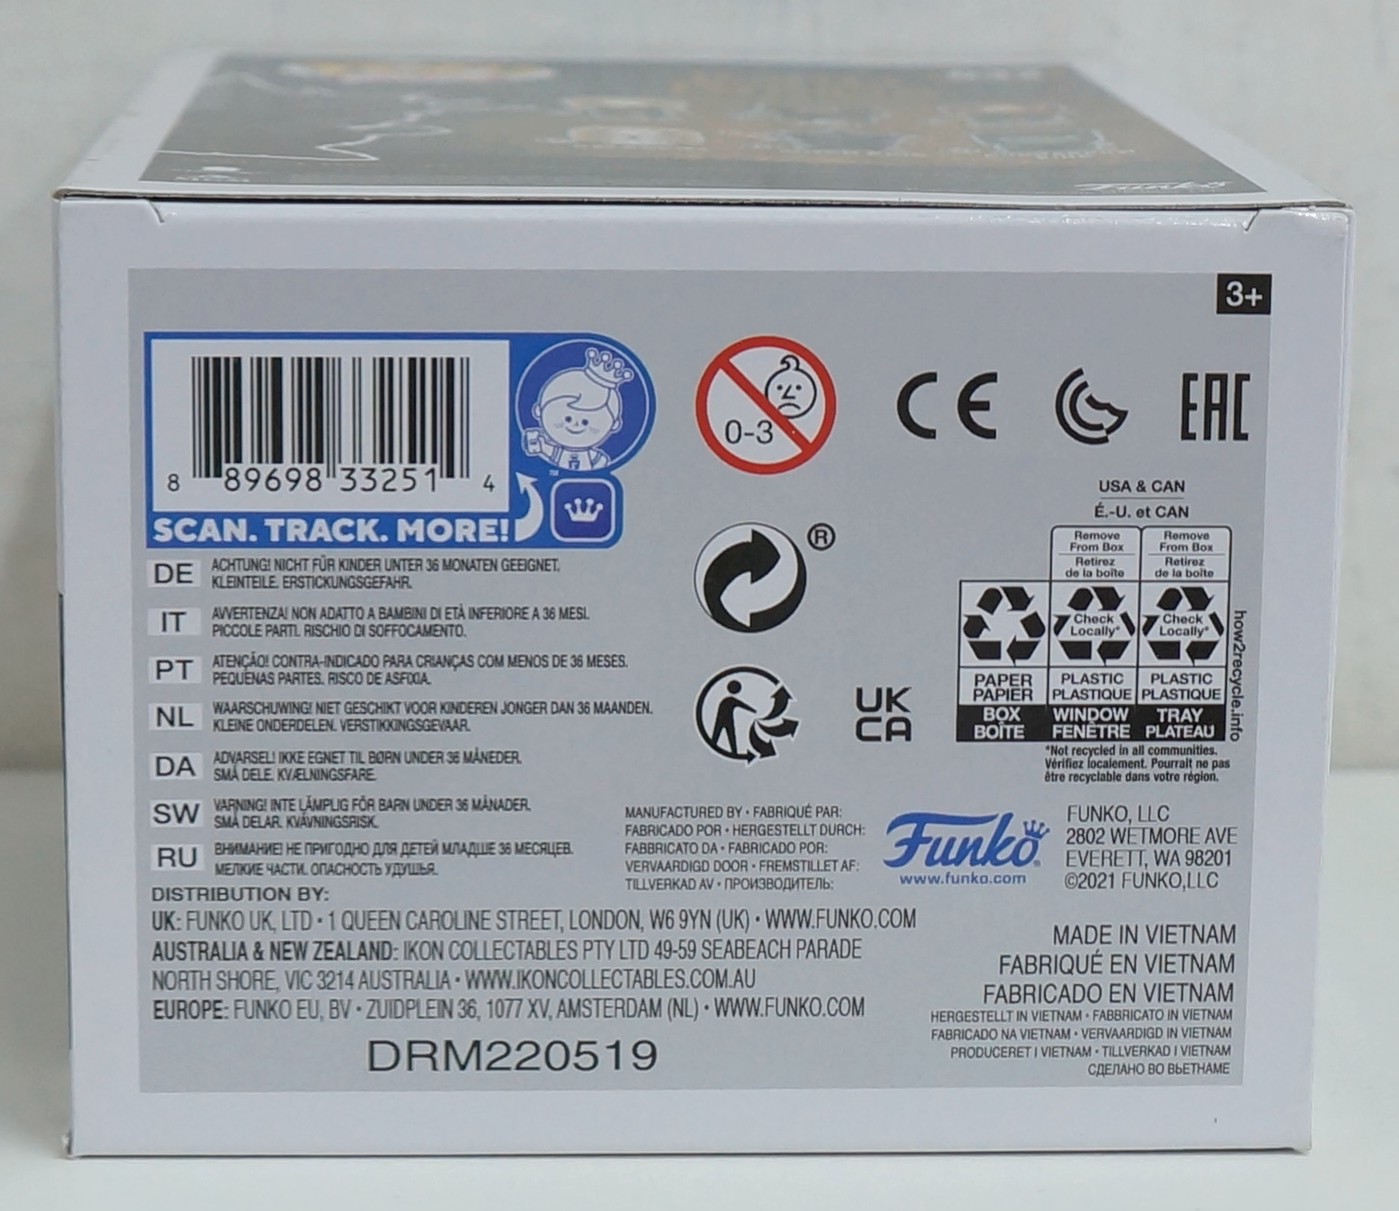 3+
8 89698 33251 4
SCAN. TRACK. MORE!
DE ACHTUNG! NICHT FÜR KINDER UNTER 36 MONATEN GEEIGNET.
KLEINTEILE. ERSTICKUNGSGEFAHR.
IT AVVERTENZA! NON ADATTO A BAMBINI DI ETÀ INFERIORE A 36 MESI.
PICCOLE PARTI. RISCHIO DI SOFFOCAMENTO.
PT ATENÇÃO! CONTRA-INDICADO PARA CRIANÇAS COM MENOS DE 36 MESES.
PEQUENAS PARTES. RISCO DE ASFIXIA.
NL WAARSCHUWING! NIET GESCHIKT VOOR KINDEREN JONGER DAN 36 MAANDEN.
KLEINE ONDERDELEN. VERSTIKKINGSGEVAAR.
DA ADVARSEL! IKKE EGNET TIL BØRN UNDER 36 MÅNEDER.
SMÅ DELE. KVÆLNINGSFARE.
SW VARNING! INTE LÄMPLIG FÖR BARN UNDER 36 MÅNADER.
SMÅ DELAR. KVÄVNINGSRISK.
RU ВНИМАНИЕ! НЕ ПРИГОДНО ДЛЯ ДЕТЕЙ МЛАДШЕ 36 МЕСЯЦЕВ.
МЕЛКИЕ ЧАСТИ. ОПАСНОСТЬ УДУШЬЯ.
0-3
CE
EAC
®
UK
CA
USA & CAN
É.-U. et CAN
Remove
From Box
Retirez
de la boîte
Remove
From Box
Retirez
de la boîte
Check
Locally*
Check
Locally*
PAPER
PAPIER
BOX
BOÎTE
PLASTIC
PLASTIQUE
WINDOW
FENÊTRE
PLASTIC
PLASTIQUE
TRAY
PLATEAU
how2recycle.info
*Not recycled in all communities.
Vérifiez localement. Pourrait ne pas
être recyclable dans votre région.
MANUFACTURED BY • FABRIQUÉ PAR:
FABRICADO POR • HERGESTELLT DURCH:
FABBRICATO DA • FABRICADO POR:
VERVAARDIGD DOOR • FREMSTILLET AF:
TILLVERKAD AV • ПРОИЗВОДИТЕЛЬ:
Funko
www.funko.com
FUNKO, LLC
2802 WETMORE AVE
EVERETT, WA 98201
©2021 FUNKO,LLC
DISTRIBUTION BY:
UK: FUNKO UK, LTD • 1 QUEEN CAROLINE STREET, LONDON, W6 9YN (UK) • WWW.FUNKO.COM
AUSTRALIA & NEW ZEALAND: IKON COLLECTABLES PTY LTD 49-59 SEABEACH PARADE
NORTH SHORE, VIC 3214 AUSTRALIA • WWW.IKONCOLLECTABLES.COM.AU
EUROPE: FUNKO EU, BV • ZUIDPLEIN 36, 1077 XV, AMSTERDAM (NL) • WWW.FUNKO.COM
DRM220519
MADE IN VIETNAM
FABRIQUÉ EN VIETNAM
FABRICADO EN VIETNAM
HERGESTELLT IN VIETNAM • FABBRICATO IN VIETNAM
FABRICADO NA VIETNAM • VERVAARDIGD IN VIETNAM
PRODUCERET I VIETNAM • TILLVERKAD I VIETNAM
СДЕЛАНО ВО ВЬЕТНАМЕ